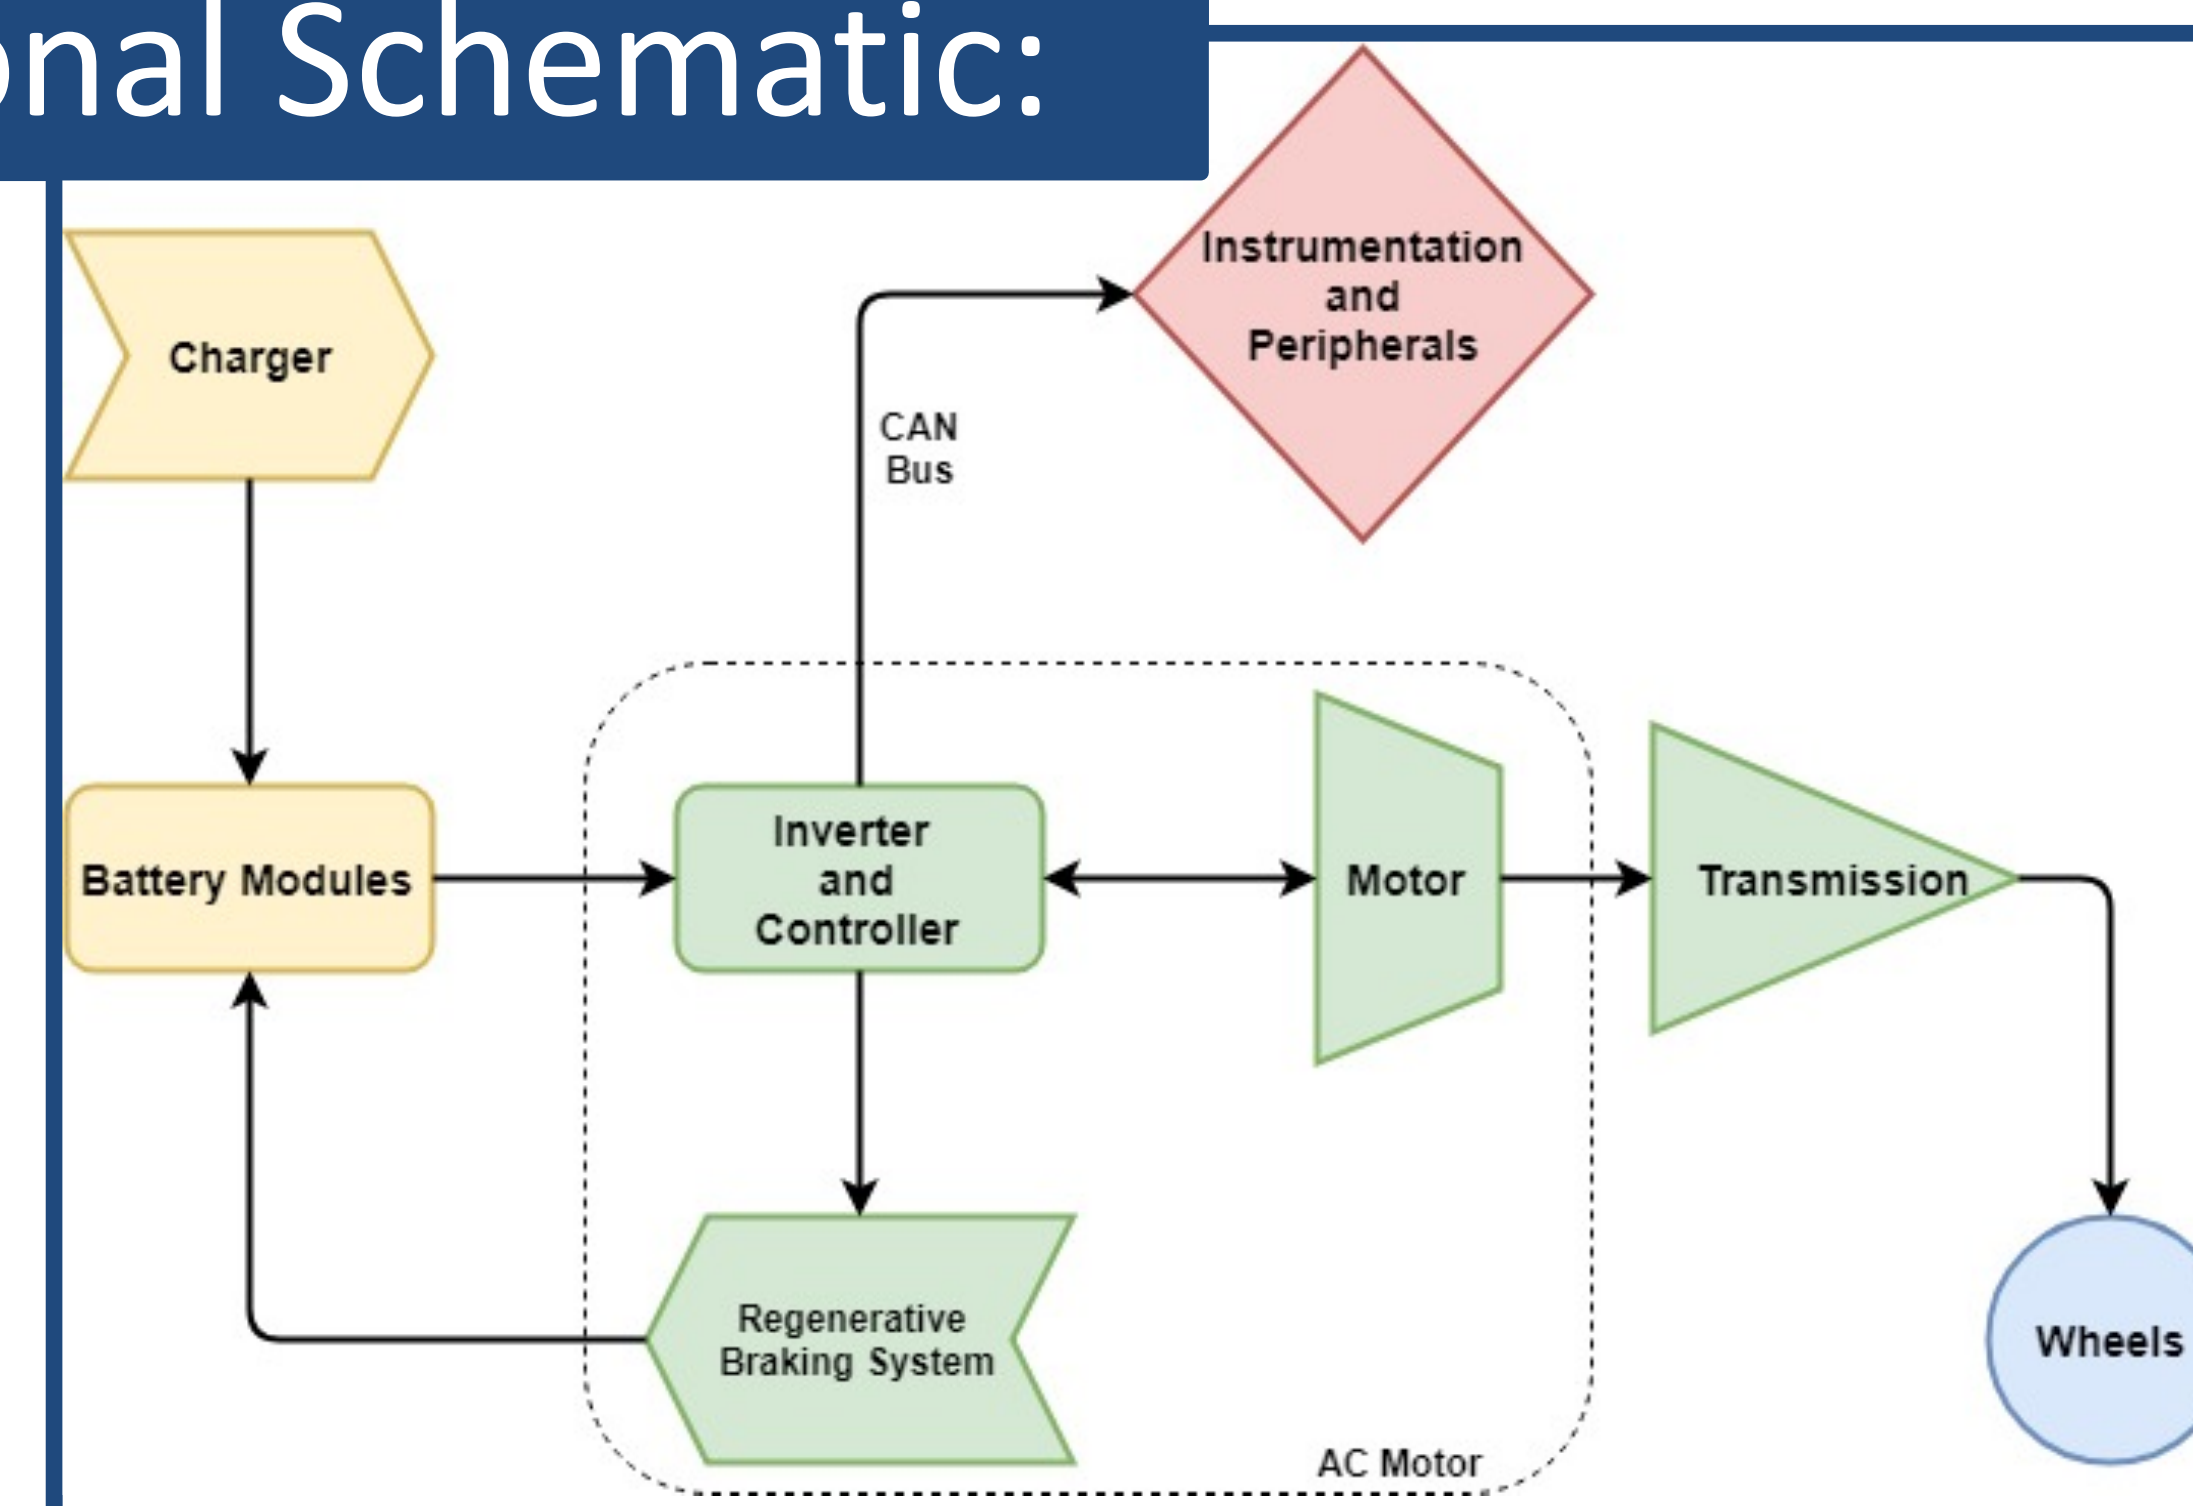 onal Schematic:
Instrumentation
and
Peripherals
Charger
CAN
Bus
Battery Modules
Inverter
and
Controller
Motor
Transmission
Regenerative
Braking System
Wheels
AC Motor